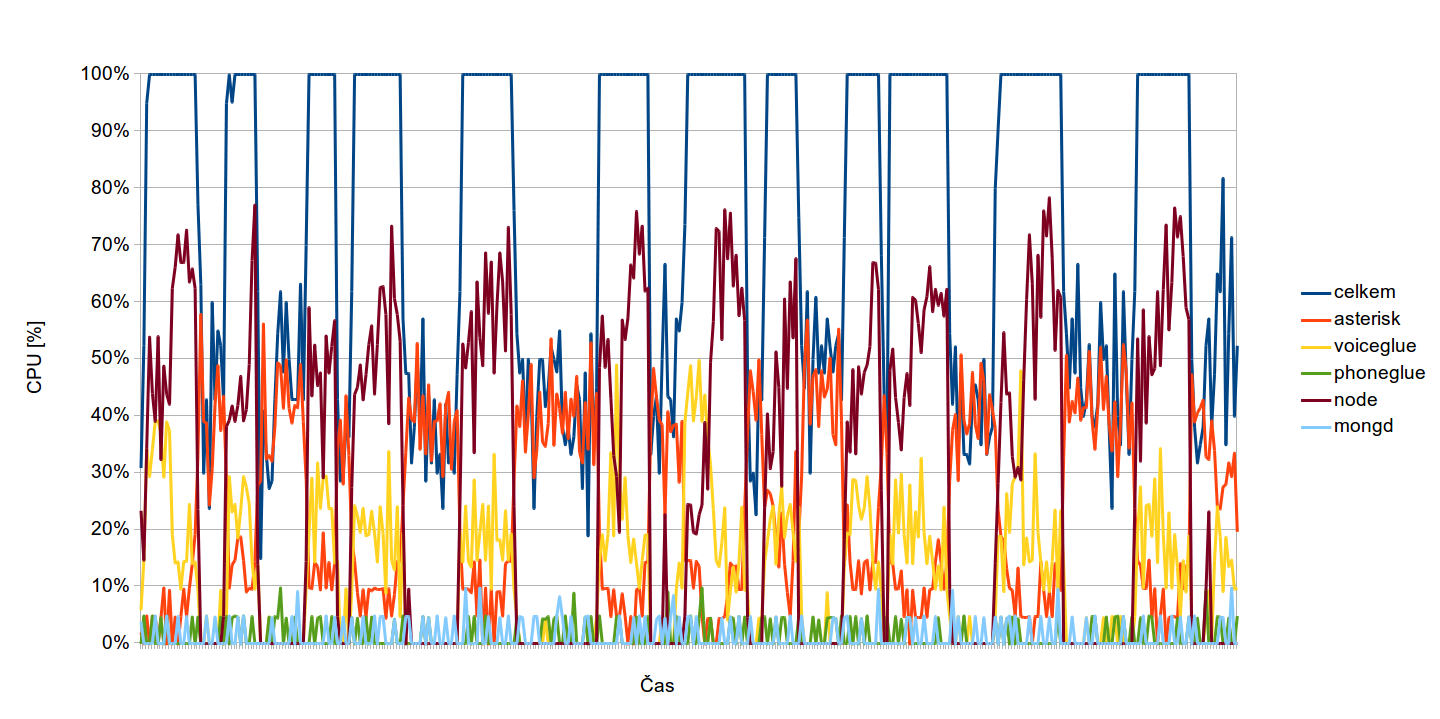 100%
90%
80%
70%
60%
50%
40%
30%
20%
10%
0%
CPU [%]
Čas
celkem
asterisk
voiceglue
phoneglue
node
mongd